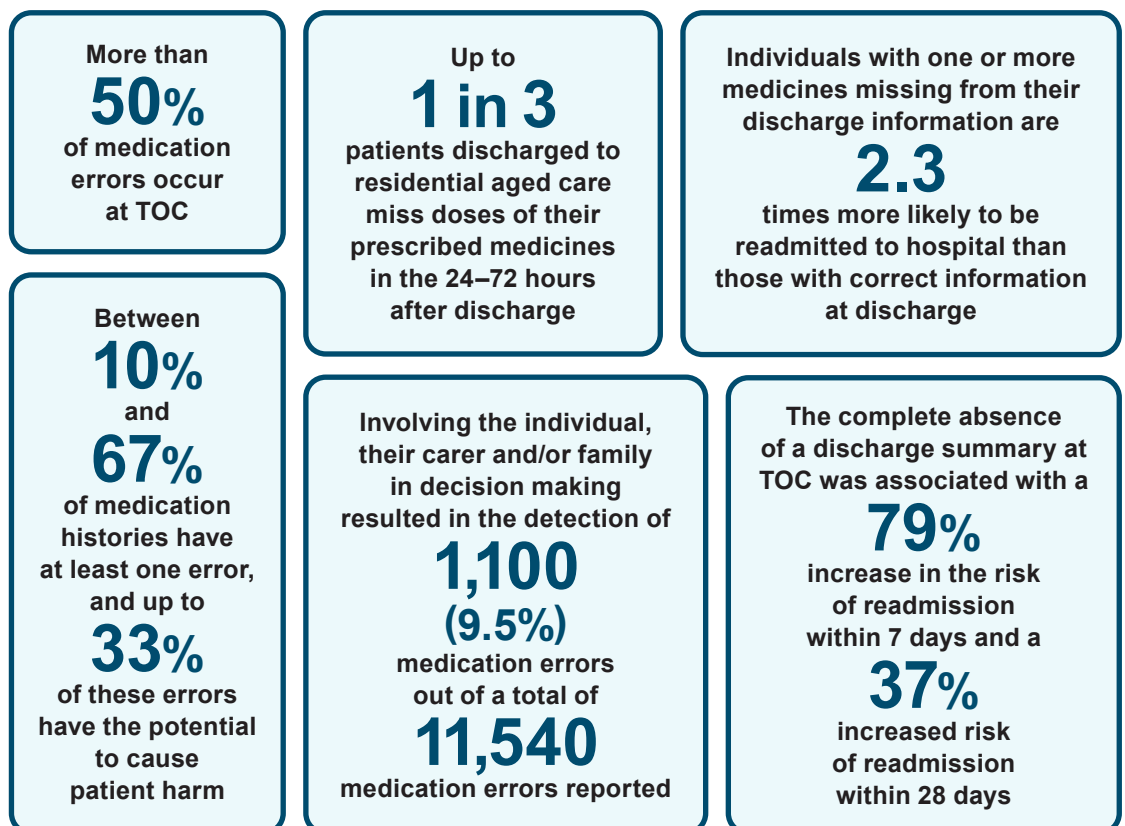 More than
50%
of medication
errors occur
at TOC
Up to
1 in 3
patients discharged to
residential aged care
miss doses of their
prescribed medicines
in the 24–72 hours
after discharge
Individuals with one or more
medicines missing from their
discharge information are
2.3
times more likely to be
readmitted to hospital than
those with correct information
at discharge
Between
10%
and
67%
of medication
histories have
at least one error,
and up to
33%
of these errors
have the potential
to cause
patient harm
Involving the individual,
their carer and/or family
in decision making
resulted in the detection of
1,100
(9.5%)
medication errors
out of a total of
11,540
medication errors reported
The complete absence
of a discharge summary at
TOC was associated with a
79%
increase in the risk
of readmission
within 7 days and a
37%
increased risk
of readmission
within 28 days